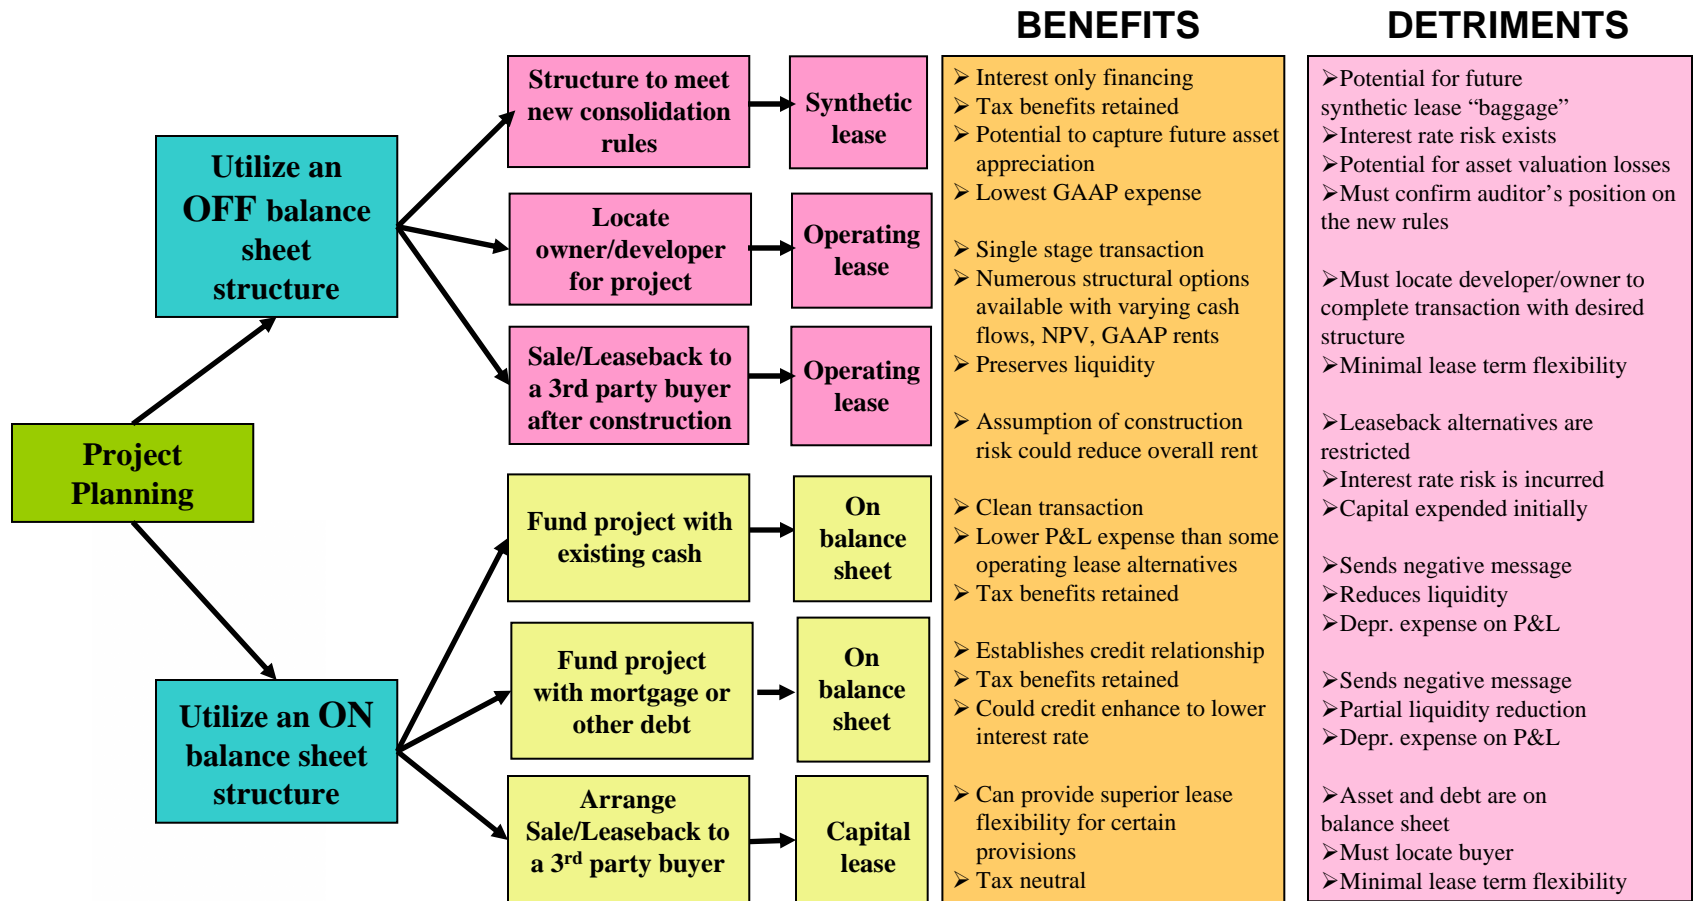 BENEFITS
DETRIMENTS
Project
Planning
Utilize an
OFF balance
sheet
structure
Utilize an ON
balance sheet
structure
Structure to meet
new consolidation
rules
Synthetic
lease
Locate
owner/developer
for project
Operating
lease
Sale/Leaseback to
a 3rd party buyer
after construction
Operating
lease
Fund project with
existing cash
On
balance
sheet
Fund project
with mortgage or
other debt
On
balance
sheet
Arrange
Sale/Leaseback to
a 3rd party buyer
Capital
lease
➢ Interest only financing
➢ Tax benefits retained
➢ Potential to capture future asset
appreciation
➢ Lowest GAAP expense
➢ Single stage transaction
➢ Numerous structural options
available with varying cash
flows, NPV, GAAP rents
➢ Preserves liquidity
➢ Assumption of construction
risk could reduce overall rent
➢ Clean transaction
➢ Lower P&L expense than some
operating lease alternatives
➢ Tax benefits retained
➢ Establishes credit relationship
➢ Tax benefits retained
➢ Could credit enhance to lower
interest rate
➢ Can provide superior lease
flexibility for certain
provisions
➢ Tax neutral
➢Potential for future
synthetic lease “baggage”
➢Interest rate risk exists
➢Potential for asset valuation losses
➢Must confirm auditor’s position on
the new rules
➢Must locate developer/owner to
complete transaction with desired
structure
➢Minimal lease term flexibility
➢Leaseback alternatives are
restricted
➢Interest rate risk is incurred
➢Capital expended initially
➢Sends negative message
➢Reduces liquidity
➢Depr. expense on P&L
➢Sends negative message
➢Partial liquidity reduction
➢Depr. expense on P&L
➢Asset and debt are on
balance sheet
➢Must locate buyer
➢Minimal lease term flexibility